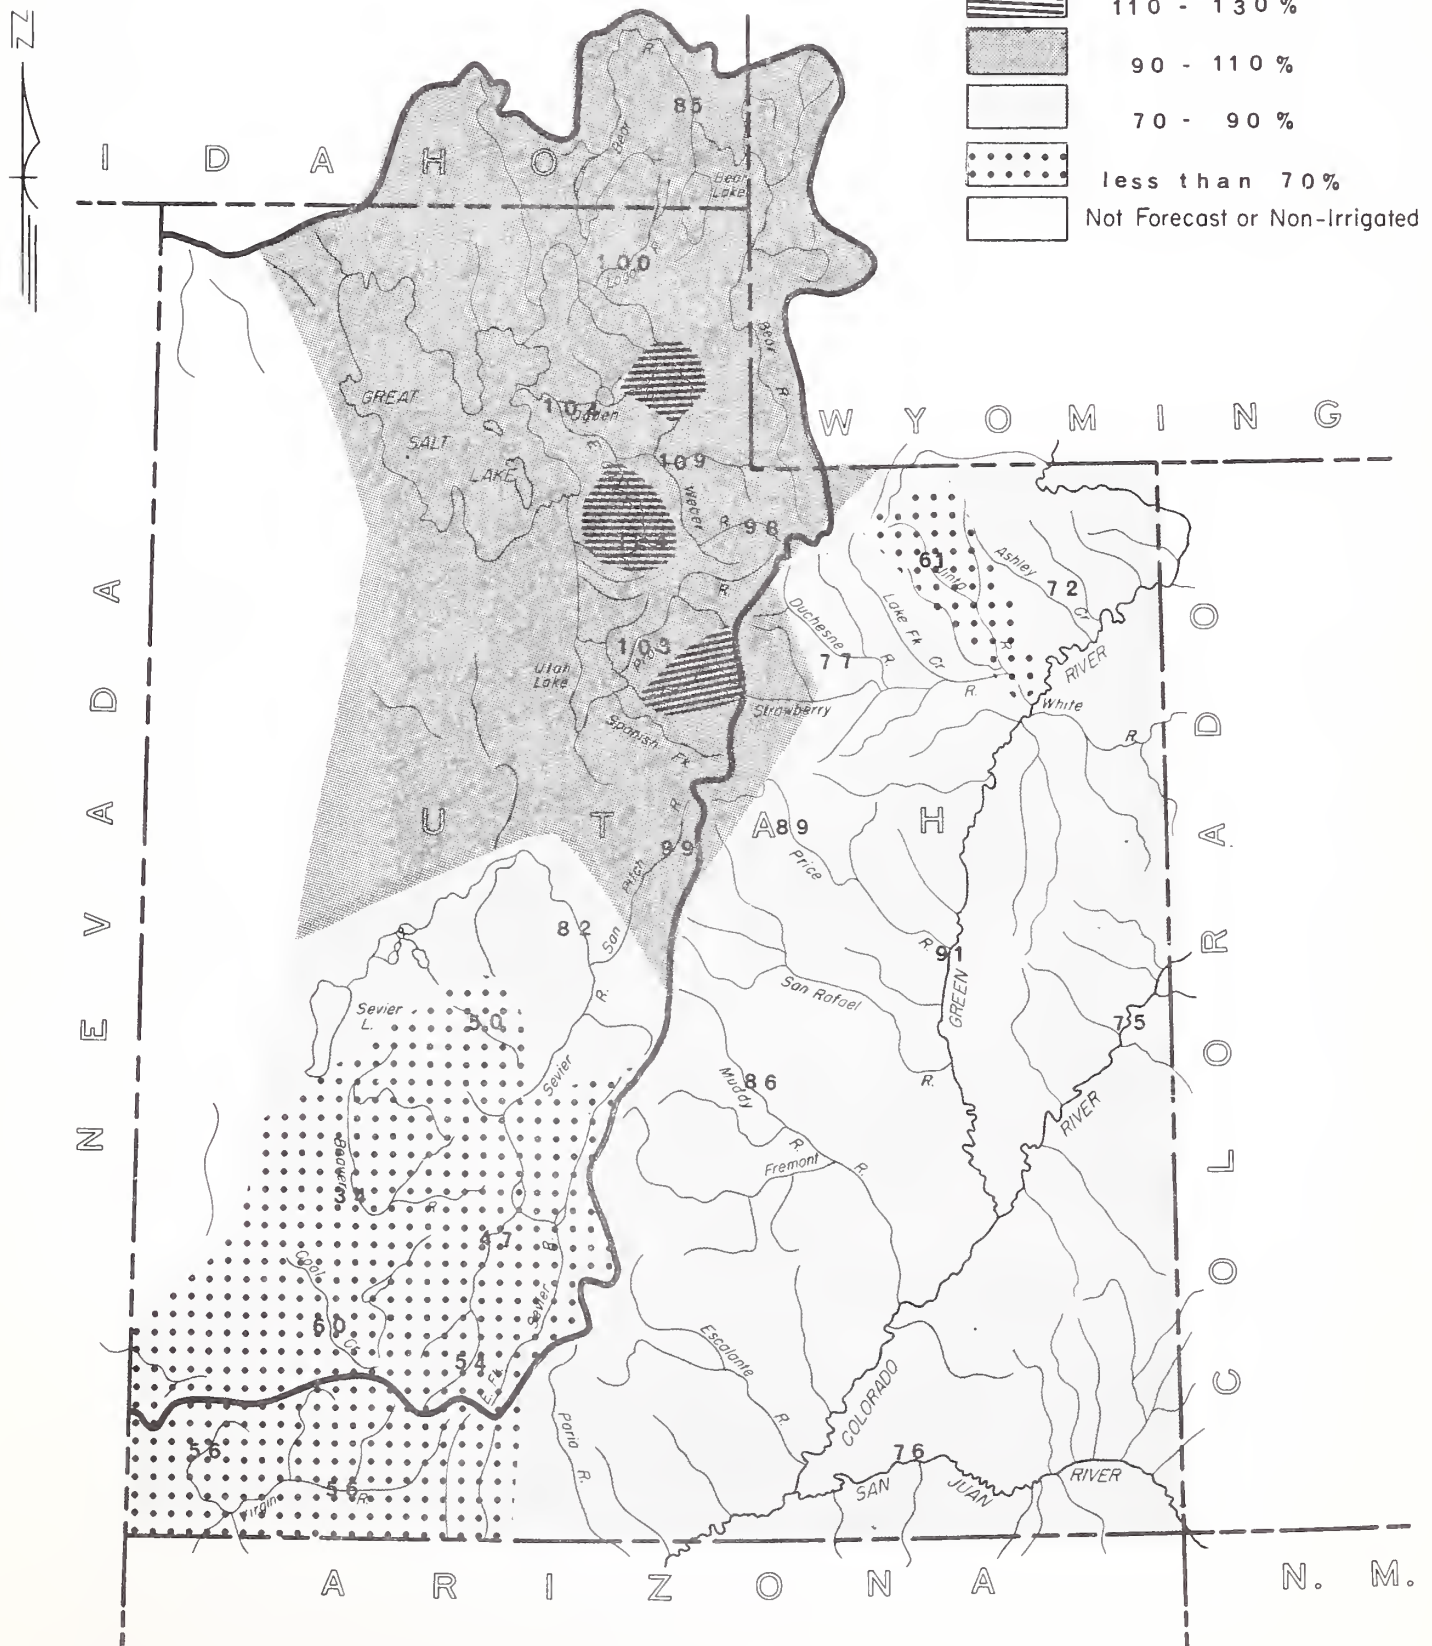 110 - 130%
90 - 110%
70 - 90%
less than 70%
Not Forecast or Non-Irrigated
IDAHO
R.
85
Bear
Bear
Lake
100
Logan
R.
Bear
R.
GREAT
SALT
LAKE
Ogden
R.
109
Weber
R.
98
WYOMING
NEVADA
61
Uinta
R.
Ashley
Cr
72
Lake Fk
Cr
Duchesne
R.
77
R.
103
Utah
Lake
Strawberry
R.
RIVER
White
R.
Spanish
Fk
UTAH
R
89
Pitch
San
89
Price
R.
COLORADO
82
91
GREEN
San Rafael
R.
Sevier
L.
50
R.
Sevier
75
RIVER
86
Muddy
R.
Fremont
R.
Beaver
34
R.
47
Coal
Cr
60
54
Sevier
R.
E. Fk
Escalante
R.
COLORADO
Paria
R.
56
56
Virgin
R.
76
SAN
JUAN
RIVER
ARIZONA
N. M.